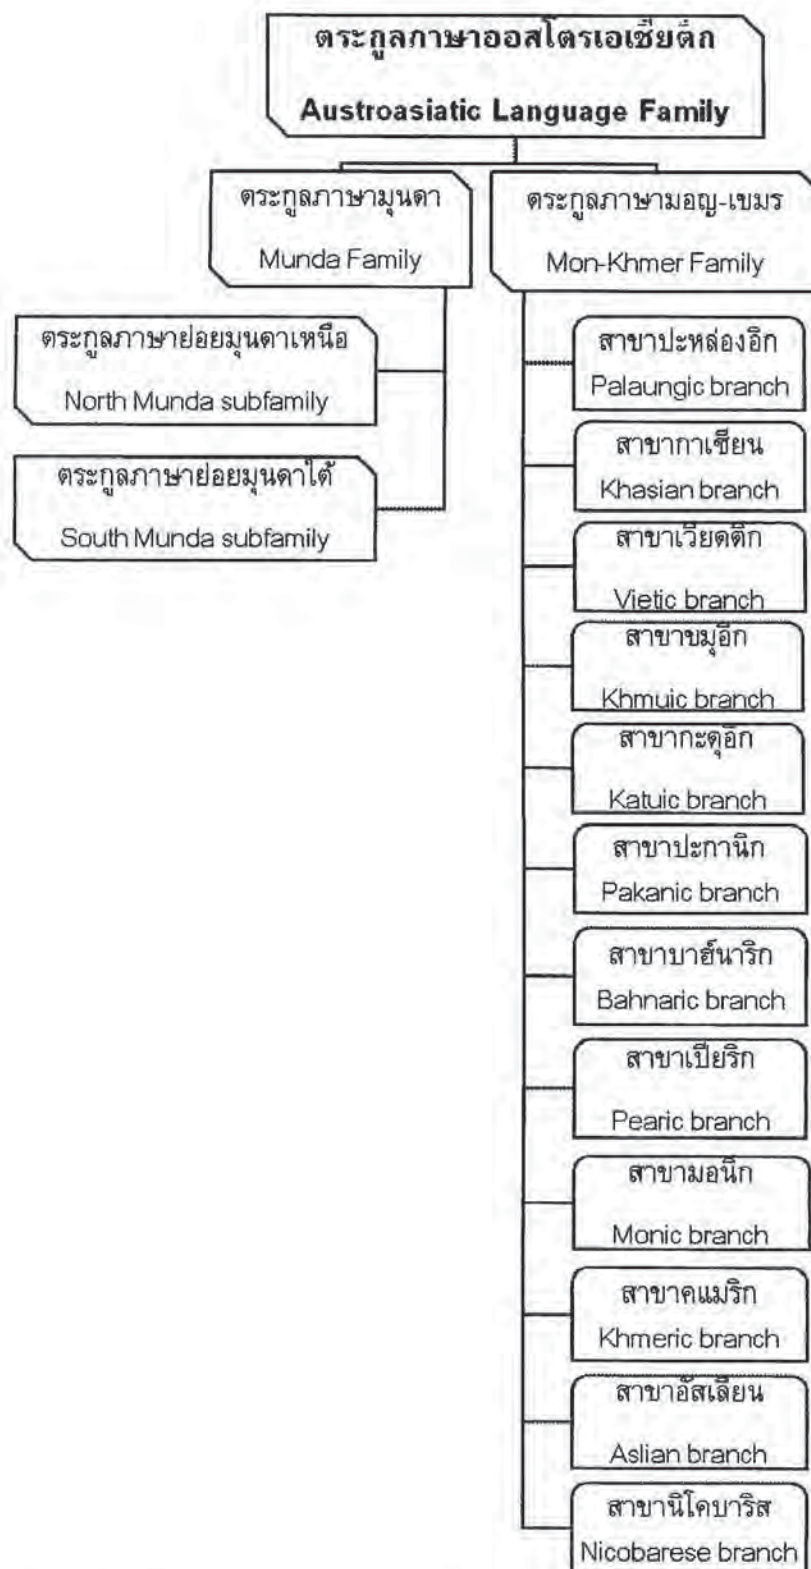 ตระกูลภาษาออสโตรเอเชียติก
Austroasiatic Language Family
ตระกูลภาษามุนดา
Munda Family
ตระกูลภาษามอญ-เขมร
Mon-Khmer Family
ตระกูลภาษาย่อยมุนดาเหนือ
North Munda subfamily
ตระกูลภาษาย่อยมุนดาใต้
South Munda subfamily
สาขาปะหล่องอิก
Palaungic branch
สาขากาเซียน
Khasian branch
สาขาเวียดติก
Vietic branch
สาขาขมุอิก
Khmuic branch
สาขากะตุอิก
Katuic branch
สาขาปะกานิก
Pakanic branch
สาขาบาฮ์นาริก
Bahnaric branch
สาขาเปียริก
Pearic branch
สาขามอนิก
Monic branch
สาขาคแมริก
Khmeric branch
สาขาอัสเลียน
Aslian branch
สาขานิโคบาริส
Nicobarese branch